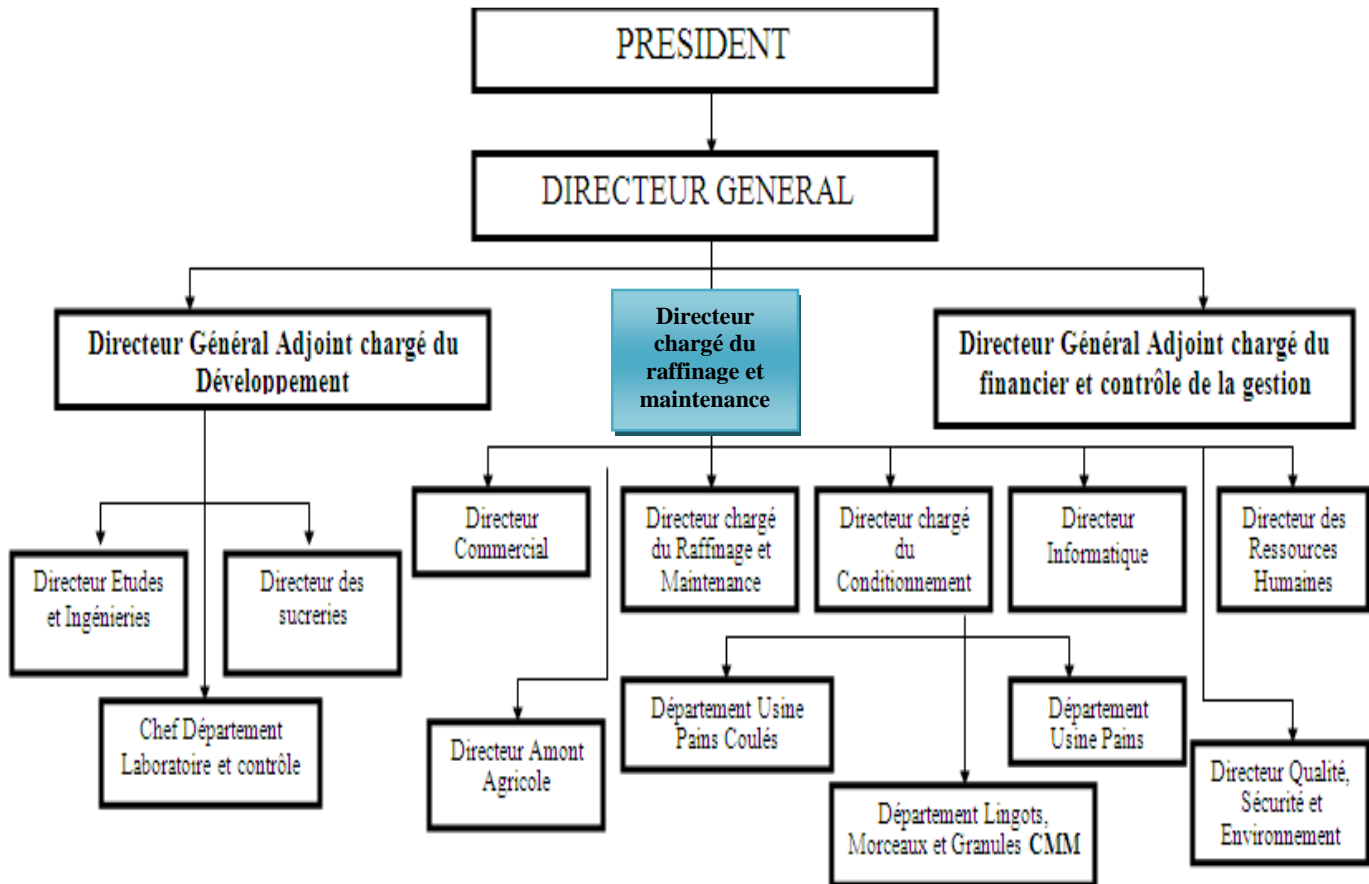 PRESIDENT
DIRECTEUR GENERAL
Directeur Général Adjoint chargé du
Développement
Directeur
chargé du
raffinage et
maintenance
Directeur Général Adjoint chargé du
financier et contrôle de la gestion
Directeur
Commercial
Directeur chargé
du Raffinage et
Maintenance
Directeur chargé
du
Conditionnement
Directeur
Informatique
Directeur des
Ressources
Humaines
Directeur Etudes
et Ingénieries
Directeur des
sucreries
Chef Département
Laboratoire et contrôle
Directeur Amont
Agricole
Département Usine
Pains Coulés
Département
Usine Pains
Département Lingots,
Morceaux et Granules CMM
Directeur Qualité,
Sécurité et
Environnement